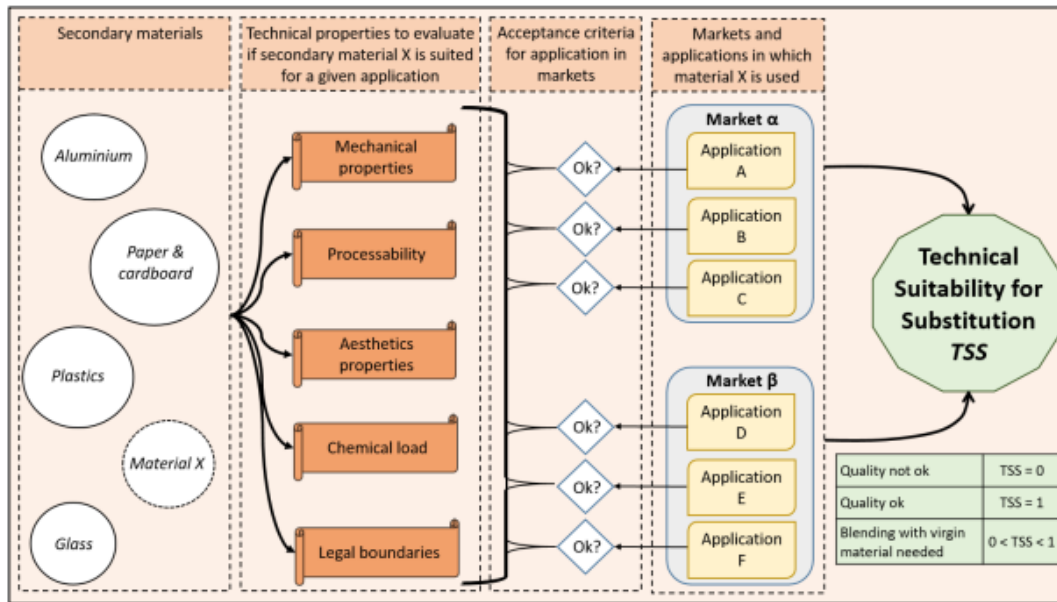 Secondary materials
Technical properties to evaluate
if secondary material X is suited
for a given application
Acceptance criteria
for application in
markets
Markets and
applications in which
material X is used
Aluminium
Paper &
cardboard
Plastics
Material X
Glass
Mechanical
properties
Processability
Aesthetics
properties
Chemical load
Legal boundaries
Ok?
Ok?
Ok?
Ok?
Ok?
Ok?
Market α
Application
A
Application
B
Application
C
Market β
Application
D
Application
E
Application
F
Technical
Suitability for
Substitution
TSS
Quality not ok TSS = 0
Quality ok TSS = 1
Blending with virgin
material needed 0 < TSS < 1